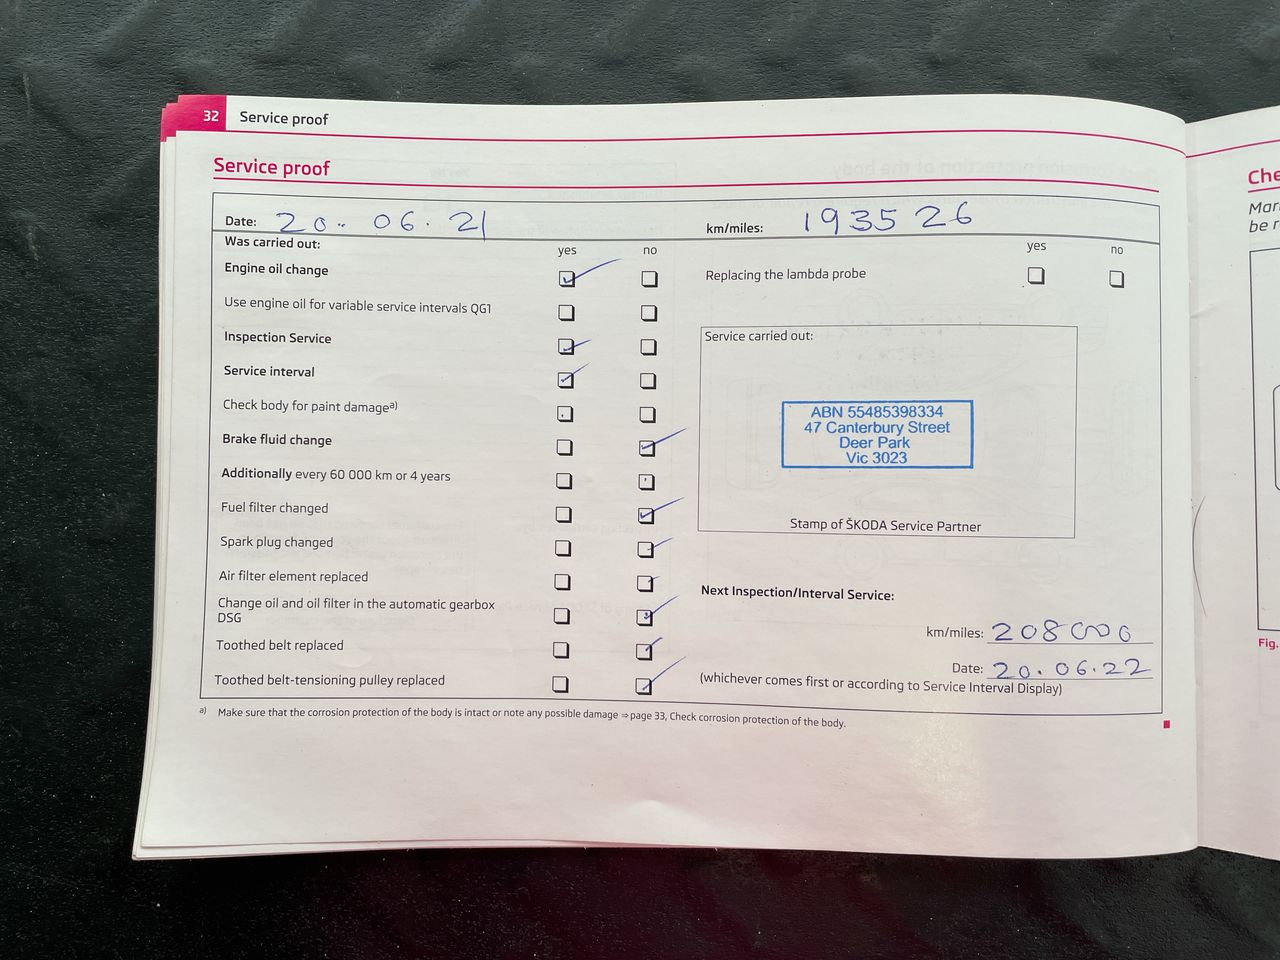 32 Service proof
Service proof
Date: 20.. 06. 21
km/miles: 193526
Was carried out:
yes no
Engine oil change
Use engine oil for variable service intervals QG1
Inspection Service
Service interval
Check body for paint damage a)
Brake fluid change
Additionally every 60 000 km or 4 years
Fuel filter changed
Spark plug changed
Air filter element replaced
Change oil and oil filter in the automatic gearbox
DSG
Toothed belt replaced
Toothed belt-tensioning pulley replaced
yes no
Replacing the lambda probe
Service carried out:
ABN 55485398334
47 Canterbury Street
Deer Park
Vic 3023
Stamp of ŠKODA Service Partner
Next Inspection/Interval Service:
km/miles: 208000
Date: 20.06.22
(whichever comes first or according to Service Interval Display)
a) Make sure that the corrosion protection of the body is intact or note any possible damage ⇒ page 33, Check corrosion protection of the body.
be r
Fig.